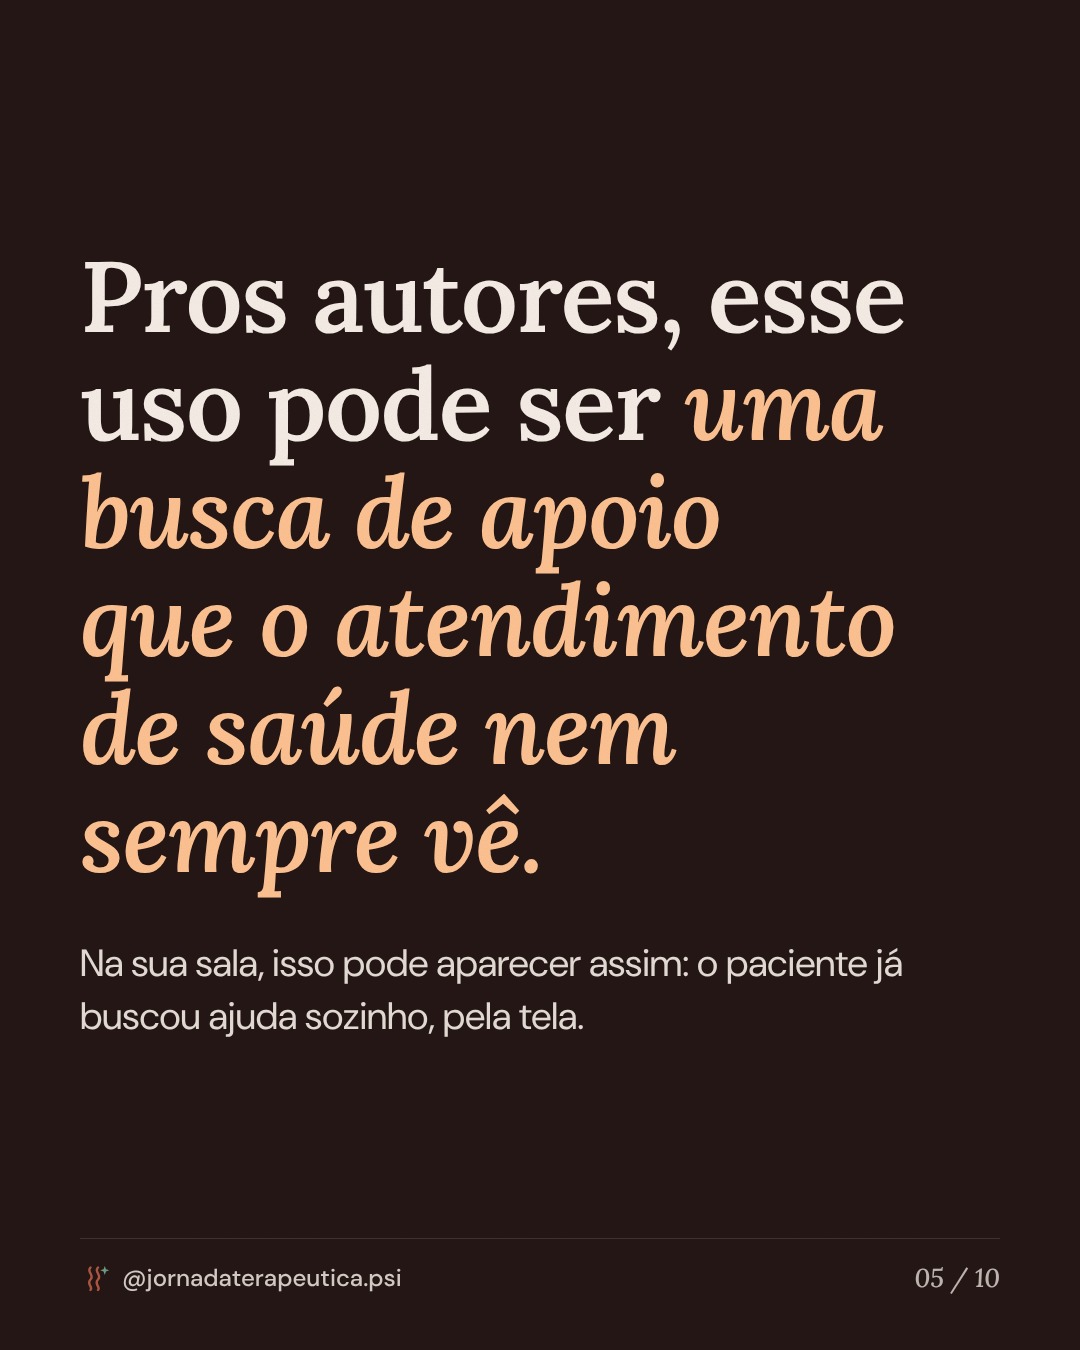 Pros autores, esse
uso pode ser uma
busca de apoio
que o atendimento
de saúde nem
sempre vê.
Na sua sala, isso pode aparecer assim: o paciente já
buscou ajuda sozinho, pela tela.
@jornadaterapeutica.psi
05 / 10